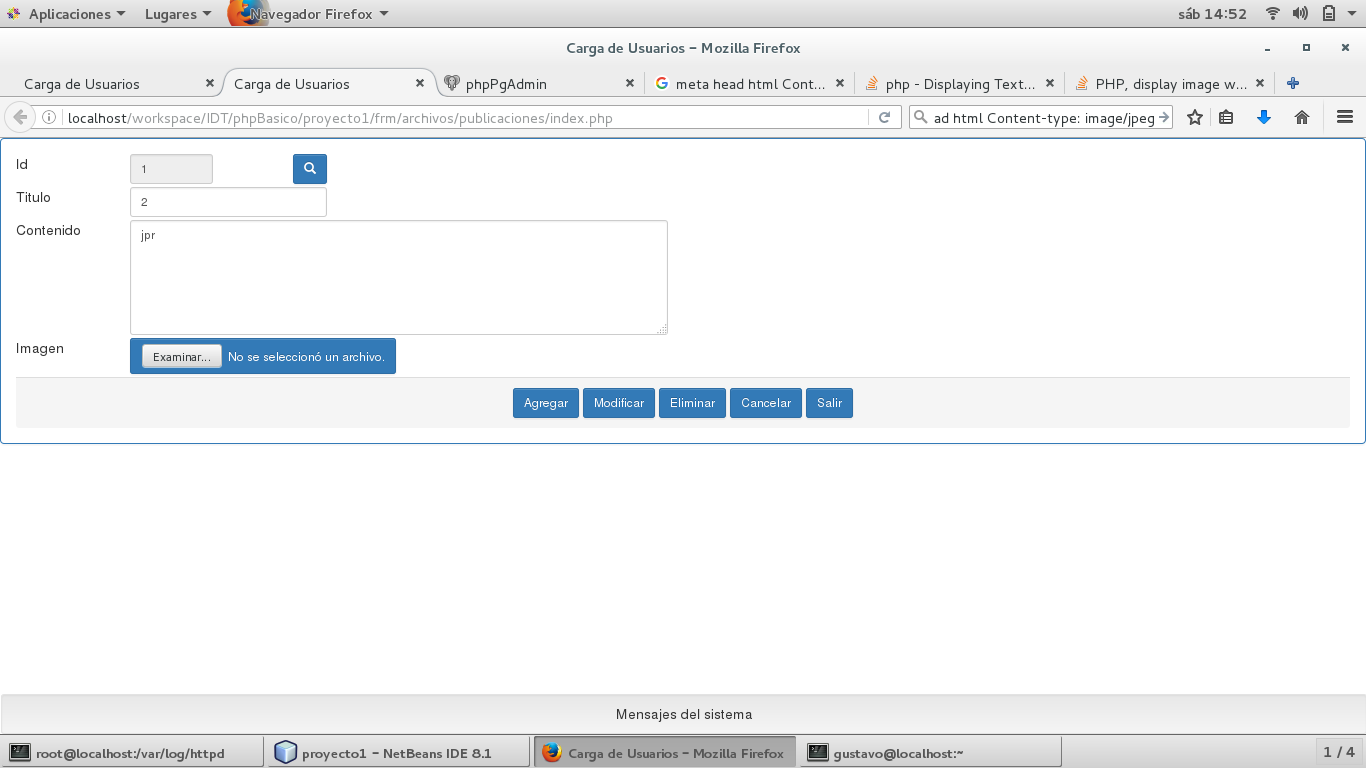 Aplicaciones Lugares Navegador Firefox sáb 14:52
Carga de Usuarios – Mozilla Firefox
Carga de Usuarios Carga de Usuarios phpPgAdmin meta head html Cont... php - Displaying Text... PHP, display image w...
localhost/workspace/IDT/phpBasico/proyecto1/frm/archivos/publicaciones/index.php ad html Content-type: image/jpeg
Id 1
Titulo 2
Contenido jpr
Imagen Examinar... No se seleccionó un archivo.
Agregar Modificar Eliminar Cancelar Salir
Mensajes del sistema
root@localhost:/var/log/httpd proyecto1 – NetBeans IDE 8.1 Carga de Usuarios – Mozilla Firefox gustavo@localhost:~ 1 / 4